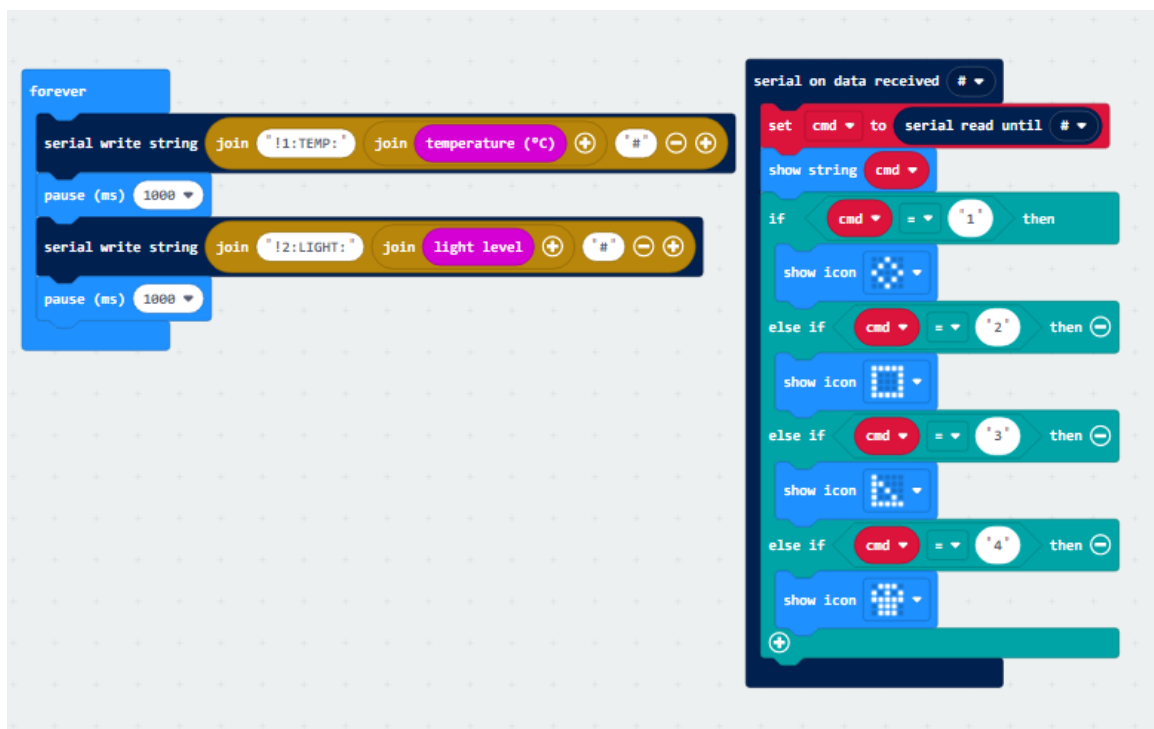 forever
serial write string join "!1:TEMP:" join temperature (°C) "#"
pause (ms) 1000
serial write string join "!2:LIGHT:" join light level "#"
pause (ms) 1000
serial on data received #
set cmd to serial read until #
show string cmd
if cmd = "1" then
show icon
else if cmd = "2" then
show icon
else if cmd = "3" then
show icon
else if cmd = "4" then
show icon